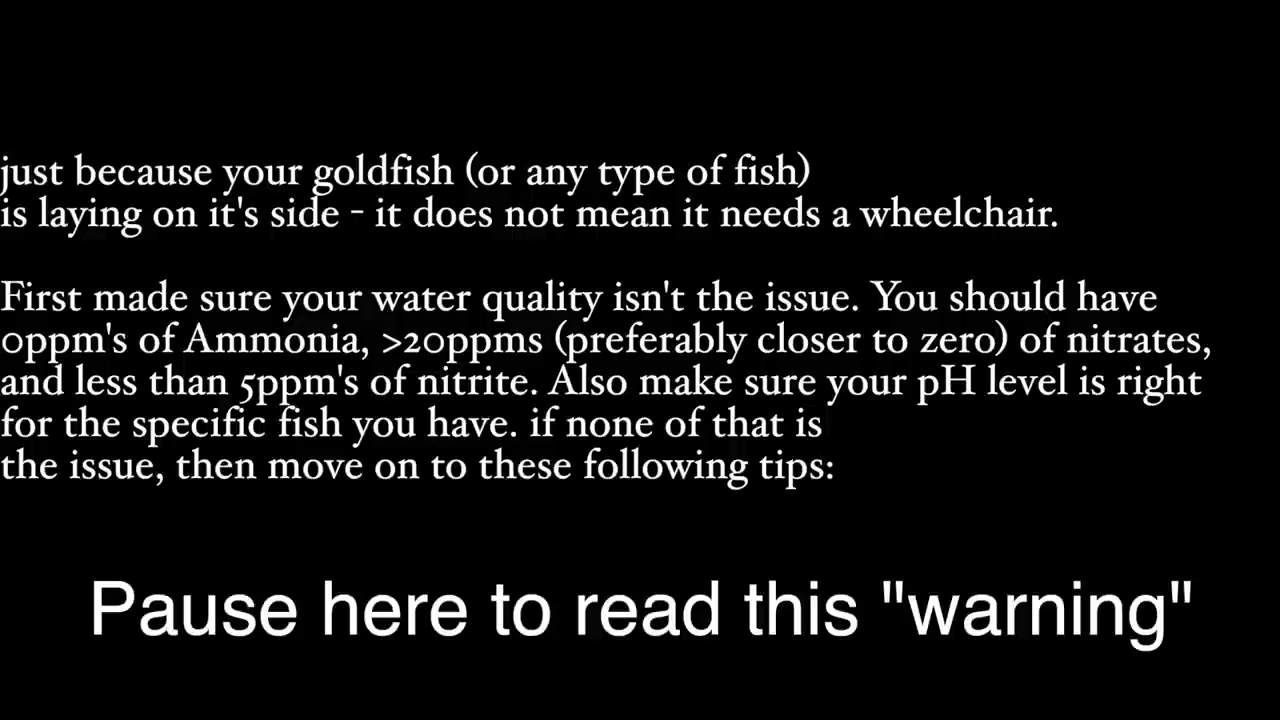 just because your goldfish (or any type of fish)
is laying on it's side - it does not mean it needs a wheelchair.
First made sure your water quality isn't the issue. You should have
0ppm's of Ammonia, >20ppms (preferably closer to zero) of nitrates,
and less than 5ppm's of nitrite. Also make sure your pH level is right
for the specific fish you have. if none of that is
the issue, then move on to these following tips:
Pause here to read this "warning"